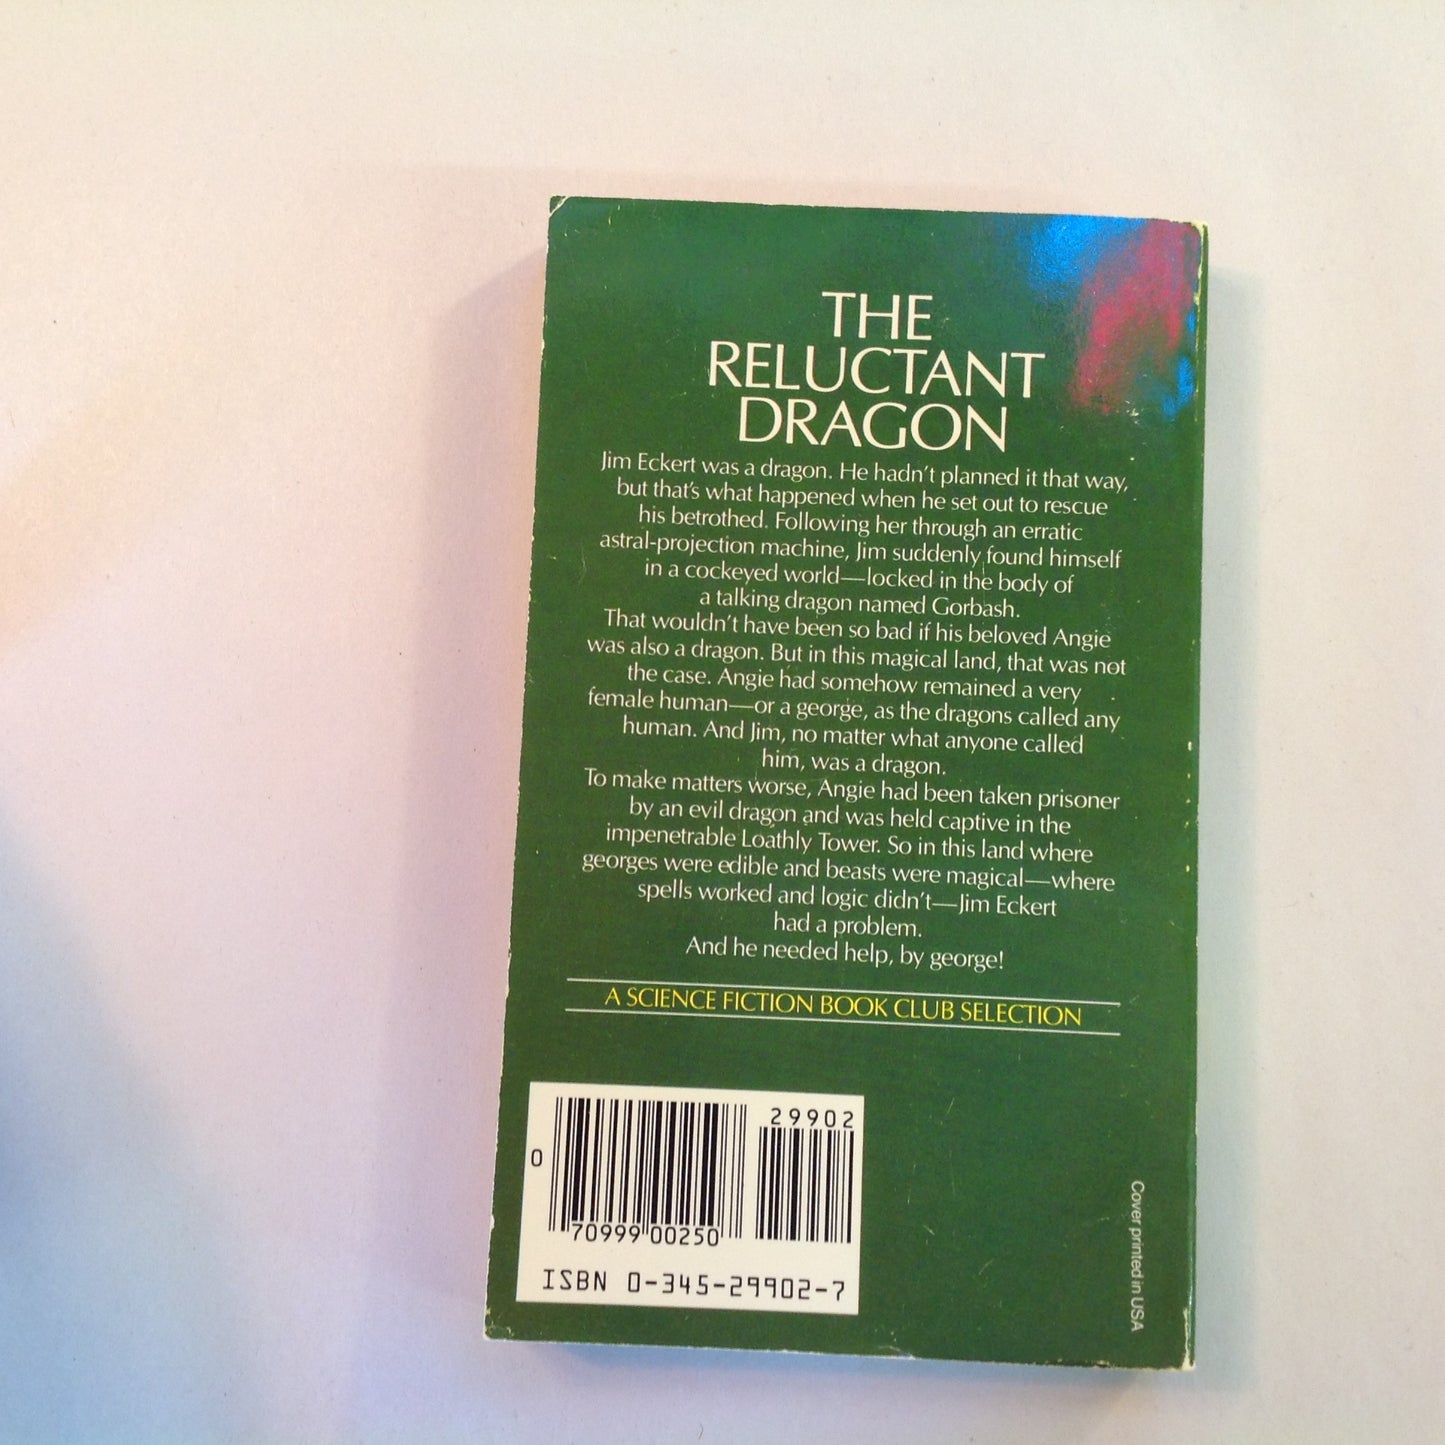 THE
RELUCTANT
DRAGON
Jim Eckert was a dragon. He hadn't planned it that way,
but that's what happened when he set out to rescue
his betrothed. Following her through an erratic
astral-projection machine, Jim suddenly found himself
in a cockeyed world—locked in the body of
a talking dragon named Gorbash.
That wouldn't have been so bad if his beloved Angie
was also a dragon. But in this magical land, that was not
the case. Angie had somehow remained a very
female human—or a george, as the dragons called any
human. And Jim, no matter what anyone called
him, was a dragon.
To make matters worse, Angie had been taken prisoner
by an evil dragon and was held captive in the
impenetrable Loathly Tower. So in this land where
georges were edible and beasts were magical—where
spells worked and logic didn't—Jim Eckert
had a problem.
And he needed help, by george!
A SCIENCE FICTION BOOK CLUB SELECTION
29902
0
70999 00250
ISBN 0-345-29902-7
Cover printed in USA